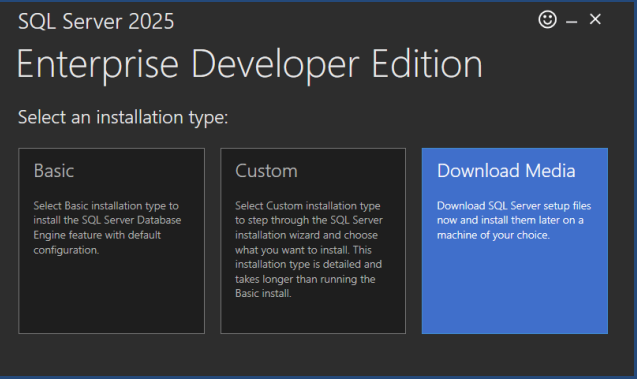 SQL Server 2025
Enterprise Developer Edition
Select an installation type:
Basic
Select Basic installation type to
install the SQL Server Database
Engine feature with default
configuration.
Custom
Select Custom installation type
to step through the SQL Server
installation wizard and choose
what you want to install. This
installation type is detailed and
takes longer than running the
Basic install.
Download Media
Download SQL Server setup files
now and install them later on a
machine of your choice.